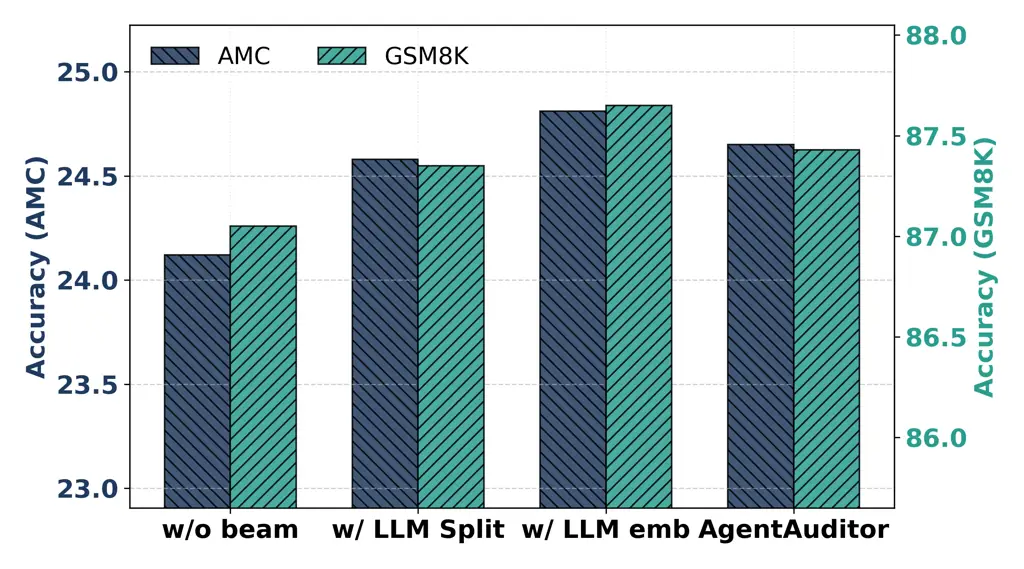 AMC
GSM8K
Accuracy (AMC)
25.0
24.5
24.0
23.5
23.0
88.0
87.5
87.0
86.5
86.0
Accuracy (GSM8K)
w/o beam
w/ LLM Split
w/ LLM emb
AgentAuditor